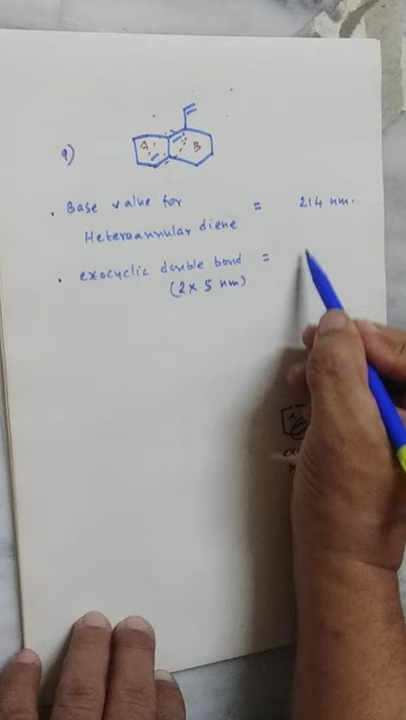 9)
A B
. Base value for = 214 nm.
Heteroannular diene
. exocyclic double bond =
(2 x 5 nm)